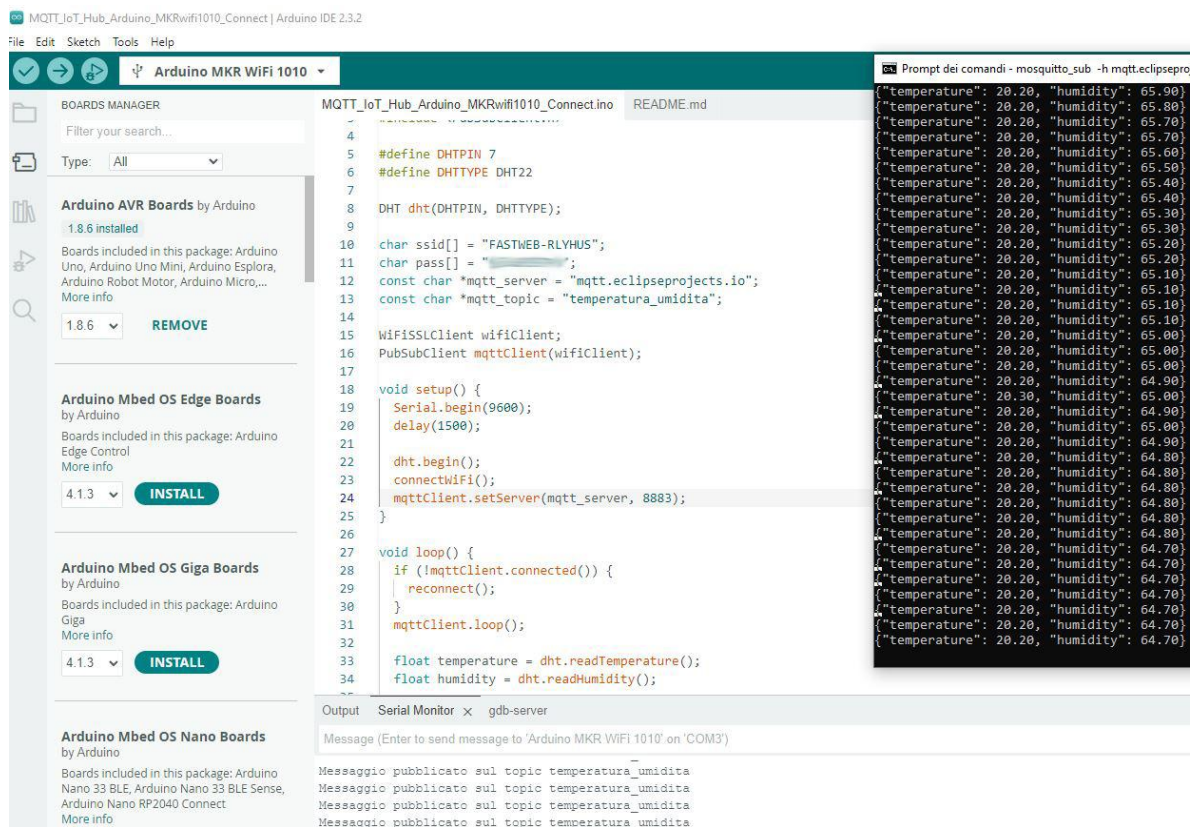 MQTT_IoT_Hub_Arduino_MKRwifi1010_Connect | Arduino IDE 2.3.2
File Edit Sketch Tools Help
Arduino MKR WiFi 1010
BOARDS MANAGER
Filter your search...
Type: All
Arduino AVR Boards by Arduino
1.8.6 installed
Boards included in this package: Arduino
Uno, Arduino Uno Mini, Arduino Esplora,
Arduino Robot Motor, Arduino Micro,...
More info
1.8.6 REMOVE
Arduino Mbed OS Edge Boards
by Arduino
Boards included in this package: Arduino
Edge Control
More info
4.1.3 INSTALL
Arduino Mbed OS Giga Boards
by Arduino
Boards included in this package: Arduino
Giga
More info
4.1.3 INSTALL
Arduino Mbed OS Nano Boards
by Arduino
Boards included in this package: Arduino
Nano 33 BLE, Arduino Nano 33 BLE Sense,
Arduino Nano RP2040 Connect
More info
MQTT_IoT_Hub_Arduino_MKRwifi1010_Connect.ino README.md
4
5 #define DHTPIN 7
6 #define DHTTYPE DHT22
7
8 DHT dht(DHTPIN, DHTTYPE);
9
10 char ssid[] = "FASTWEB-RLYHUS";
11 char pass[] = " ";
12 const char *mqtt_server = "mqtt.eclipseprojects.io";
13 const char *mqtt_topic = "temperatura_umidita";
14
15 WiFiSSLClient wifiClient;
16 PubSubClient mqttClient(wifiClient);
17
18 void setup() {
19 Serial.begin(9600);
20 delay(1500);
21
22 dht.begin();
23 connectWiFi();
24 mqttClient.setServer(mqtt_server, 8883);
25 }
26
27 void loop() {
28 if (!mqttClient.connected()) {
29 reconnect();
30 }
31 mqttClient.loop();
32
33 float temperature = dht.readTemperature();
34 float humidity = dht.readHumidity();
Output Serial Monitor gdb-server
Message (Enter to send message to 'Arduino MKR WiFi 1010' on 'COM3')
Messaggio pubblicato sul topic temperatura_umidita
Messaggio pubblicato sul topic temperatura_umidita
Messaggio pubblicato sul topic temperatura_umidita
Messaggio pubblicato sul topic temperatura umidita
Prompt dei comandi - mosquitto_sub -h mqtt.eclipseproj
{"temperature": 20.20, "humidity": 65.90}
{"temperature": 20.20, "humidity": 65.80}
{"temperature": 20.20, "humidity": 65.70}
{"temperature": 20.20, "humidity": 65.70}
{"temperature": 20.20, "humidity": 65.60}
{"temperature": 20.20, "humidity": 65.50}
{"temperature": 20.20, "humidity": 65.40}
{"temperature": 20.20, "humidity": 65.40}
{"temperature": 20.20, "humidity": 65.30}
{"temperature": 20.20, "humidity": 65.30}
{"temperature": 20.20, "humidity": 65.20}
{"temperature": 20.20, "humidity": 65.20}
{"temperature": 20.20, "humidity": 65.10}
{"temperature": 20.20, "humidity": 65.10}
{"temperature": 20.20, "humidity": 65.10}
{"temperature": 20.20, "humidity": 65.10}
{"temperature": 20.20, "humidity": 65.00}
{"temperature": 20.20, "humidity": 65.00}
{"temperature": 20.20, "humidity": 65.00}
{"temperature": 20.20, "humidity": 64.90}
{"temperature": 20.30, "humidity": 65.00}
{"temperature": 20.20, "humidity": 64.90}
{"temperature": 20.20, "humidity": 65.00}
{"temperature": 20.20, "humidity": 64.90}
{"temperature": 20.20, "humidity": 64.80}
{"temperature": 20.20, "humidity": 64.80}
{"temperature": 20.20, "humidity": 64.80}
{"temperature": 20.20, "humidity": 64.80}
{"temperature": 20.20, "humidity": 64.80}
{"temperature": 20.20, "humidity": 64.80}
{"temperature": 20.20, "humidity": 64.70}
{"temperature": 20.20, "humidity": 64.70}
{"temperature": 20.20, "humidity": 64.70}
{"temperature": 20.20, "humidity": 64.70}
{"temperature": 20.20, "humidity": 64.70}
{"temperature": 20.20, "humidity": 64.70}
{"temperature": 20.20, "humidity": 64.70}